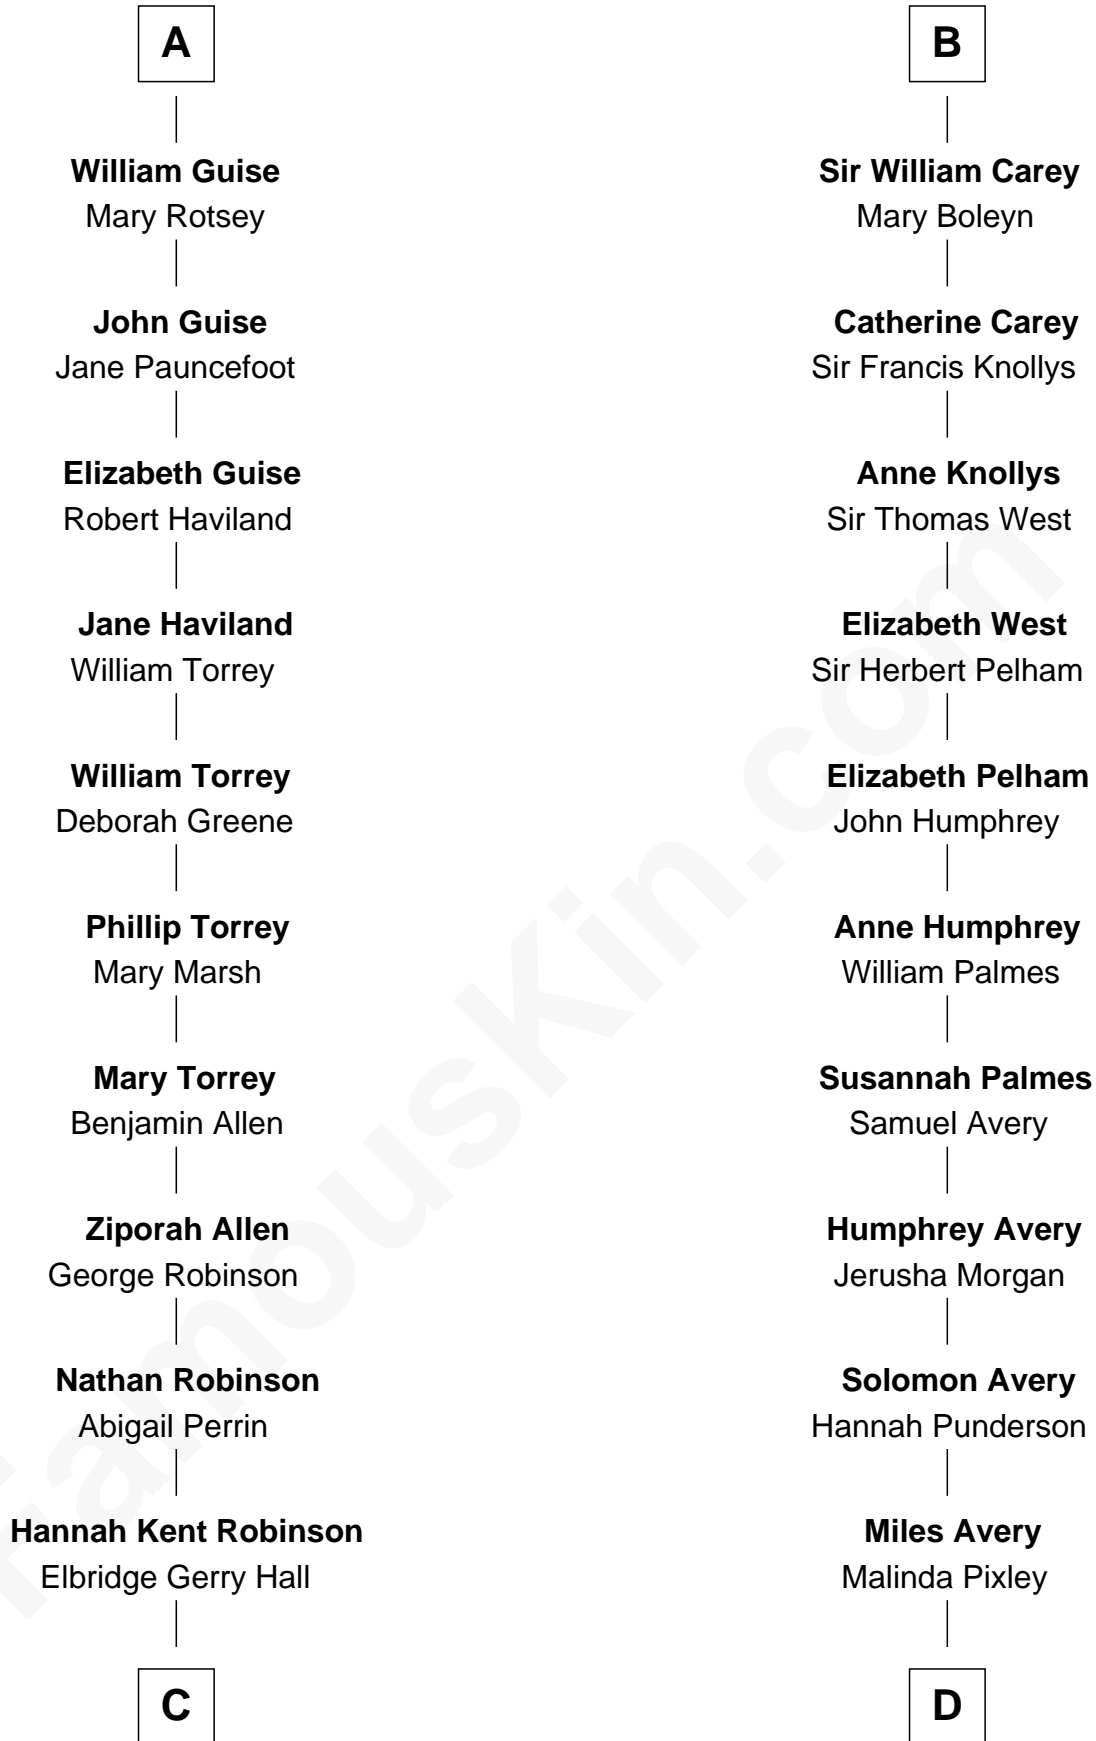 A
William Guise
Mary Rotsey
John Guise
Jane Pauncefoot
Elizabeth Guise
Robert Haviland
Jane Haviland
William Torrey
William Torrey
Deborah Greene
Phillip Torrey
Mary Marsh
Mary Torrey
Benjamin Allen
Ziporah Allen
George Robinson
Nathan Robinson
Abigail Perrin
Hannah Kent Robinson
Elbridge Gerry Hall
C
B
Sir William Carey
Mary Boleyn
Catherine Carey
Sir Francis Knollys
Anne Knollys
Sir Thomas West
Elizabeth West
Sir Herbert Pelham
Elizabeth Pelham
John Humphrey
Anne Humphrey
William Palmes
Susannah Palmes
Samuel Avery
Humphrey Avery
Jerusha Morgan
Solomon Avery
Hannah Punderson
Miles Avery
Malinda Pixley
D
FamousKin.com